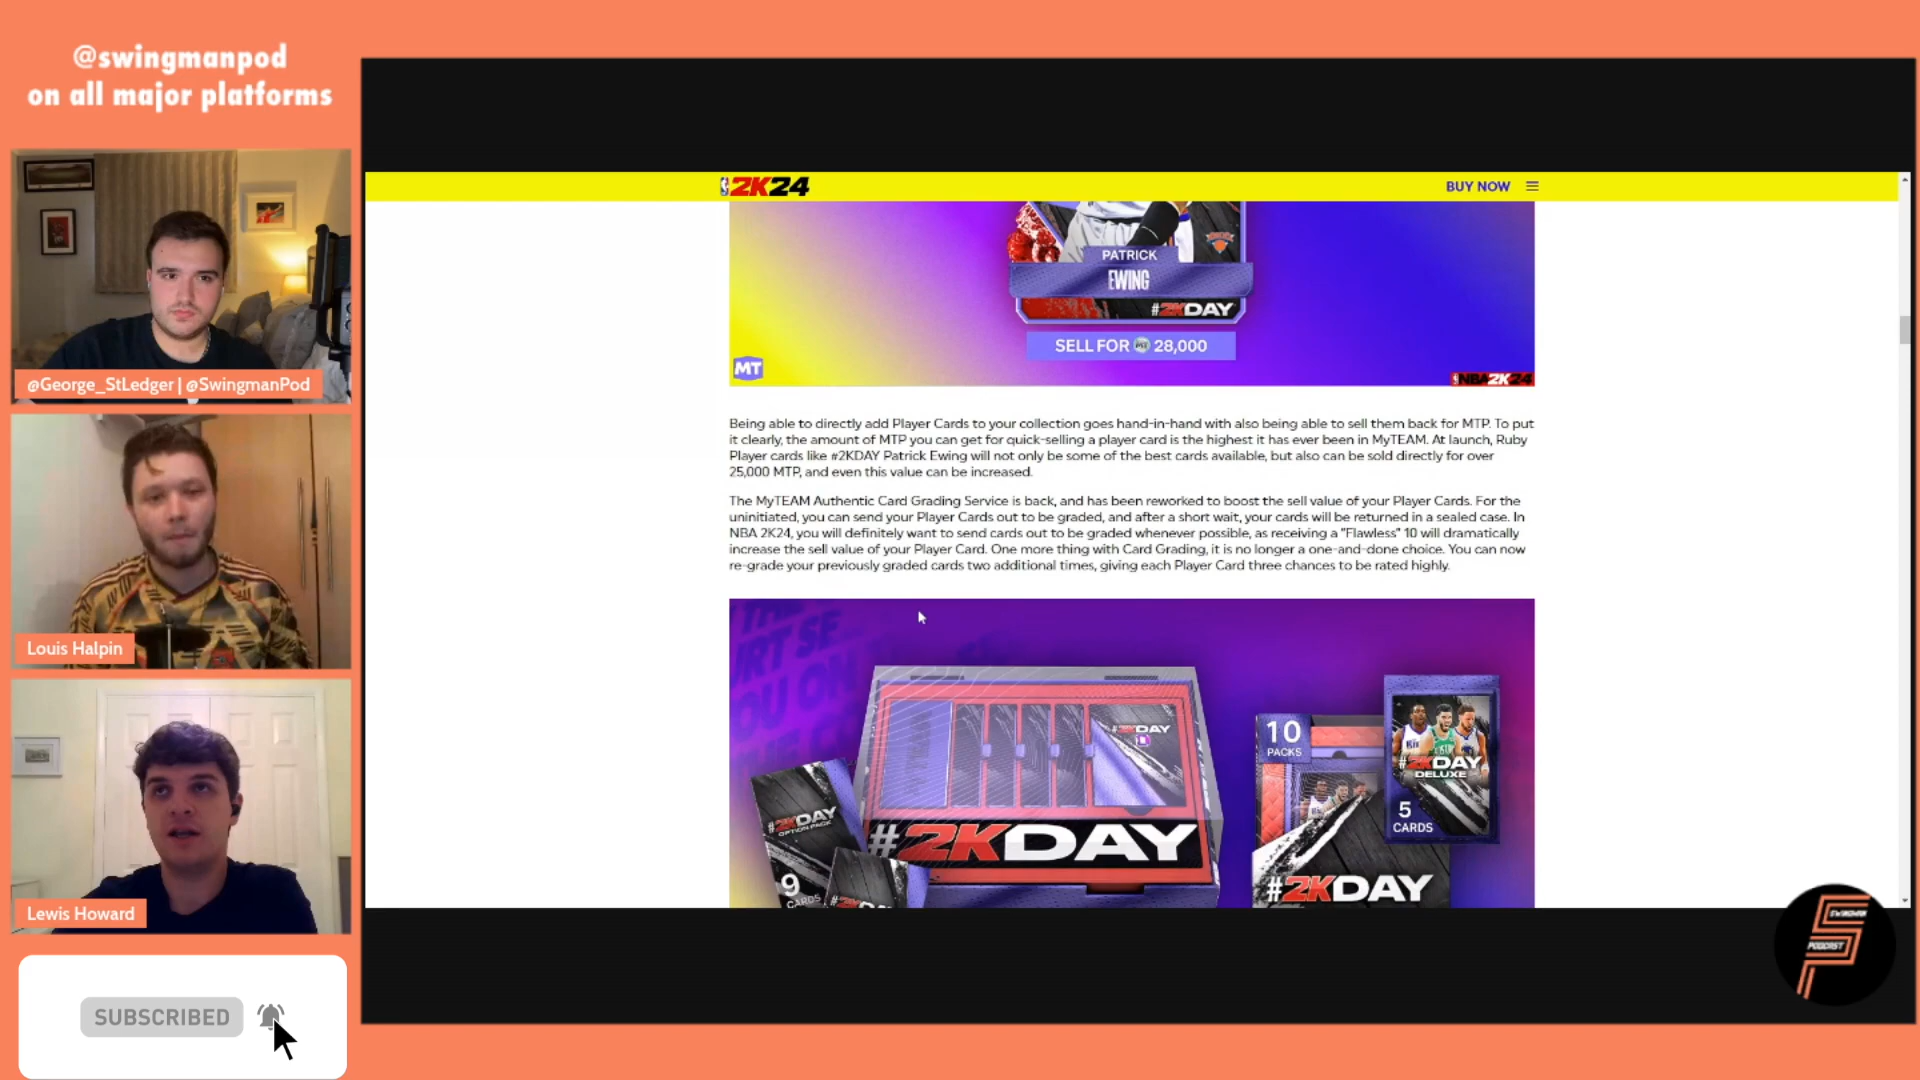 @swingmanpod
on all major platforms
@George_StLedger | @SwingmanPod
Louis Halpin
Lewis Howard
SUBSCRIBED
2K24
BUY NOW
PATRICK
EWING
#2KDAY
SELL FOR MT 28,000
MT
NBA2K24
Being able to directly add Player Cards to your collection goes hand-in-hand with also being able to sell them back for MTP. To put
it clearly, the amount of MTP you can get for quick-selling a player card is the highest it has ever been in MyTEAM. At launch, Ruby
Player cards like #2KDAY Patrick Ewing will not only be some of the best cards available, but also can be sold directly for over
25,000 MTP, and even this value can be increased.
The MyTEAM Authentic Card Grading Service is back, and has been reworked to boost the sell value of your Player Cards. For the
uninitiated, you can send your Player Cards out to be graded, and after a short wait, your cards will be returned in a sealed case. In
NBA 2K24, you will definitely want to send cards out to be graded whenever possible, as receiving a "Flawless" 10 will dramatically
increase the sell value of your Player Card. One more thing with Card Grading, it is no longer a one-and-done choice. You can now
re-grade your previously graded cards two additional times, giving each Player Card three chances to be rated highly.
#2KDAY
OPTION PACK
9
CARDS
#2KDAY
#2KDAY
10
PACKS
#2KDAY
DELUXE
5
CARDS
#2KDAY
SWINGMAN
PODCAST